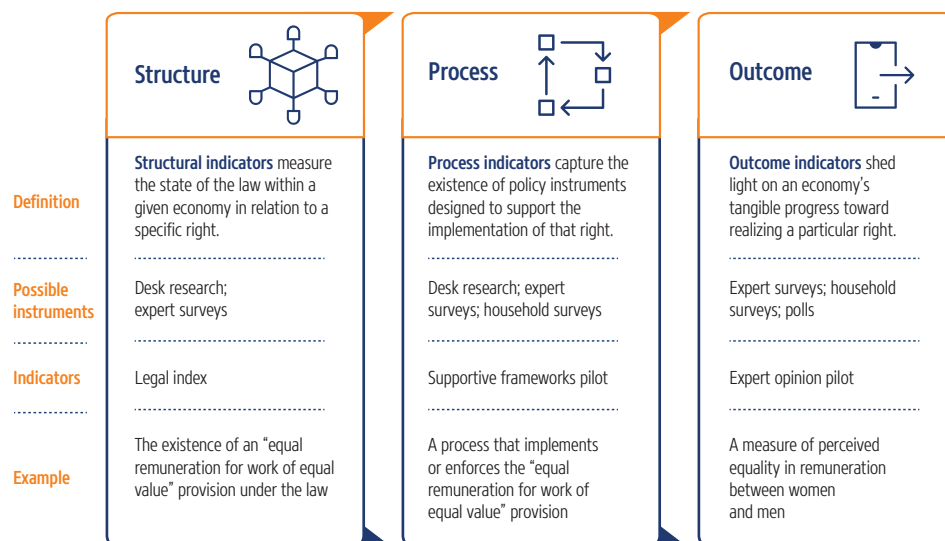 Structure
Process
Outcome
Definition
Structural indicators measure
the state of the law within a
given economy in relation to a
specific right.
Process indicators capture the
existence of policy instruments
designed to support the
implementation of that right.
Outcome indicators shed
light on an economy's
tangible progress toward
realizing a particular right.
Possible
instruments
Desk research;
expert surveys
Desk research; expert
surveys; household surveys
Expert surveys; household
surveys; polls
Indicators
Legal index
Supportive frameworks pilot
Expert opinion pilot
Example
The existence of an “equal
remuneration for work of equal
value” provision under the law
A process that implements
or enforces the “equal
remuneration for work of
equal value” provision
A measure of perceived
equality in remuneration
between women
and men